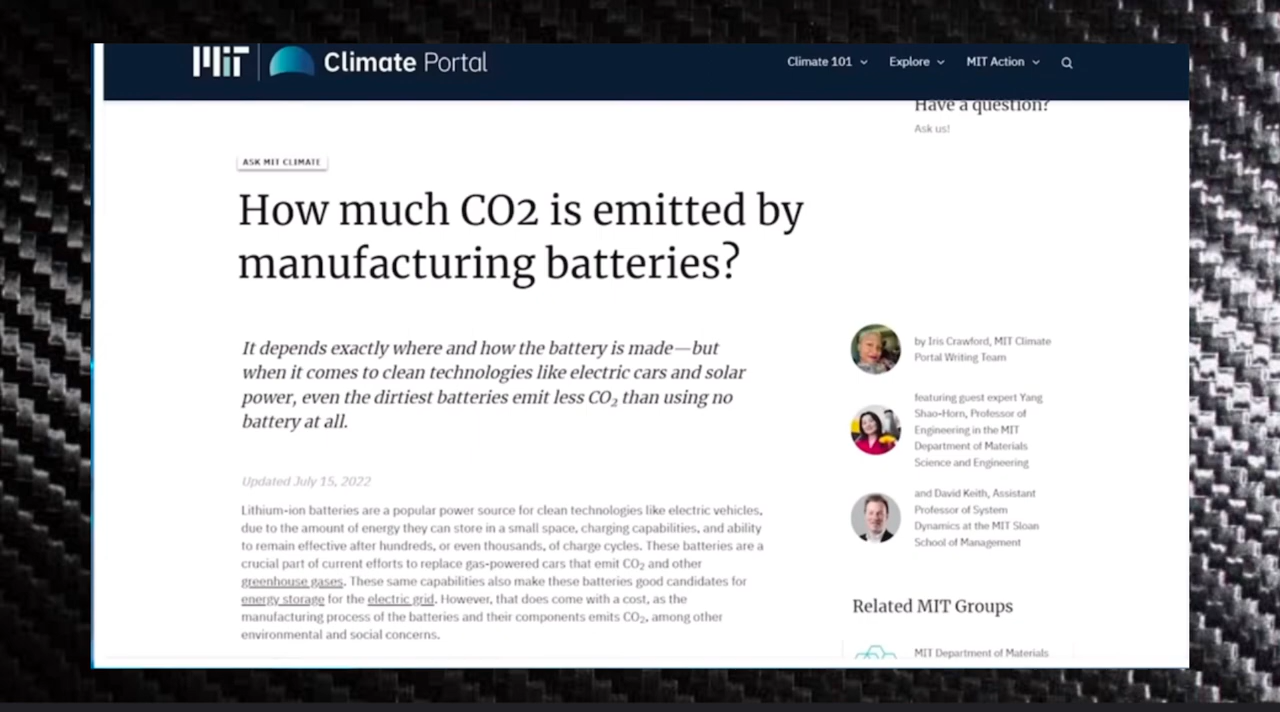 MIT Climate Portal
Climate 101 Explore MIT Action
Have a question?
Ask us!
ASK MIT CLIMATE
How much CO2 is emitted by
manufacturing batteries?
It depends exactly where and how the battery is made—but
when it comes to clean technologies like electric cars and solar
power, even the dirtiest batteries emit less CO₂ than using no
battery at all.
Updated July 15, 2022
Lithium-ion batteries are a popular power source for clean technologies like electric vehicles,
due to the amount of energy they can store in a small space, charging capabilities, and ability
to remain effective after hundreds, or even thousands, of charge cycles. These batteries are a
crucial part of current efforts to replace gas-powered cars that emit CO₂ and other
greenhouse gases. These same capabilities also make these batteries good candidates for
energy storage for the electric grid. However, that does come with a cost, as the
manufacturing process of the batteries and their components emits CO₂, among other
environmental and social concerns.
by Iris Crawford, MIT Climate
Portal Writing Team
featuring guest expert Yang
Shao-Horn, Professor of
Engineering in the MIT
Department of Materials
Science and Engineering
and David Keith, Assistant
Professor of System
Dynamics at the MIT Sloan
School of Management
Related MIT Groups
MIT Department of Materials